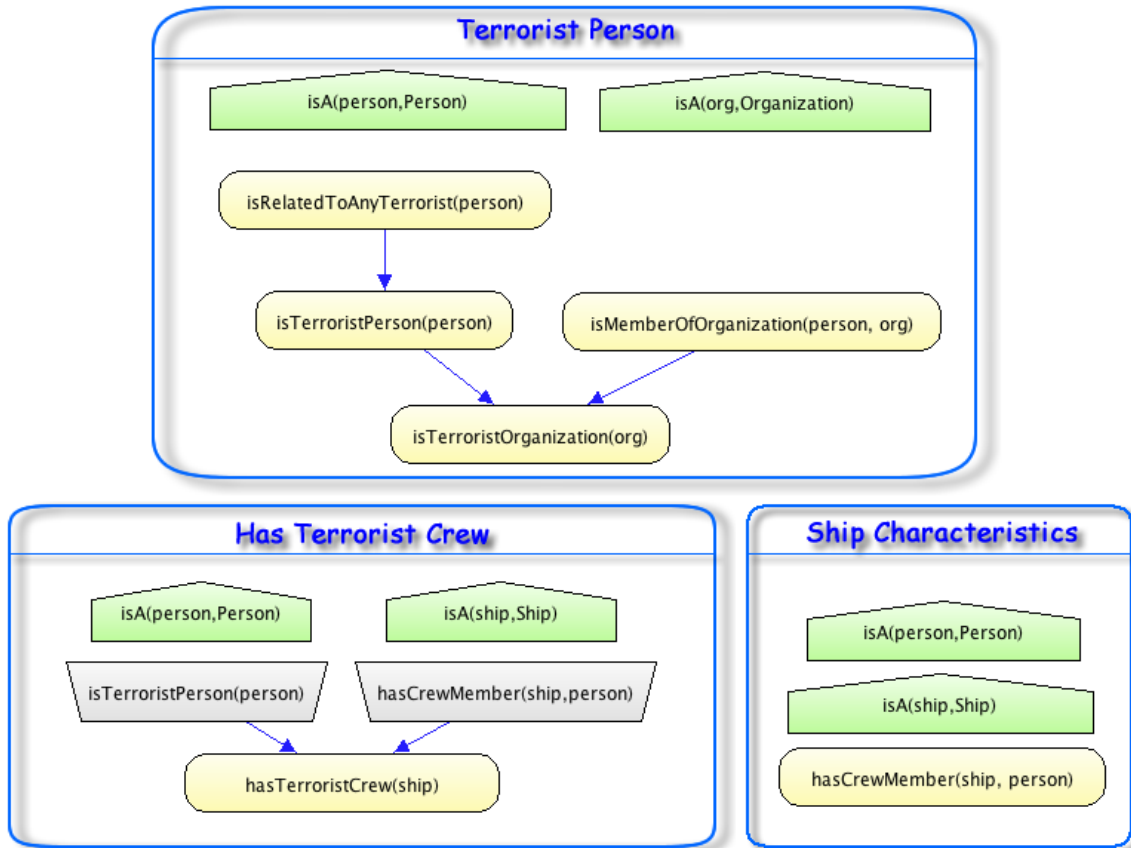 Terrorist Person
isA(person,Person)
isA(org,Organization)
isRelatedToAnyTerrorist(person)
isTerroristPerson(person)
isMemberOfOrganization(person, org)
isTerroristOrganization(org)
Has Terrorist Crew
isA(person,Person)
isA(ship,Ship)
isTerroristPerson(person)
hasCrewMember(ship,person)
hasTerroristCrew(ship)
Ship Characteristics
isA(person,Person)
isA(ship,Ship)
hasCrewMember(ship, person)